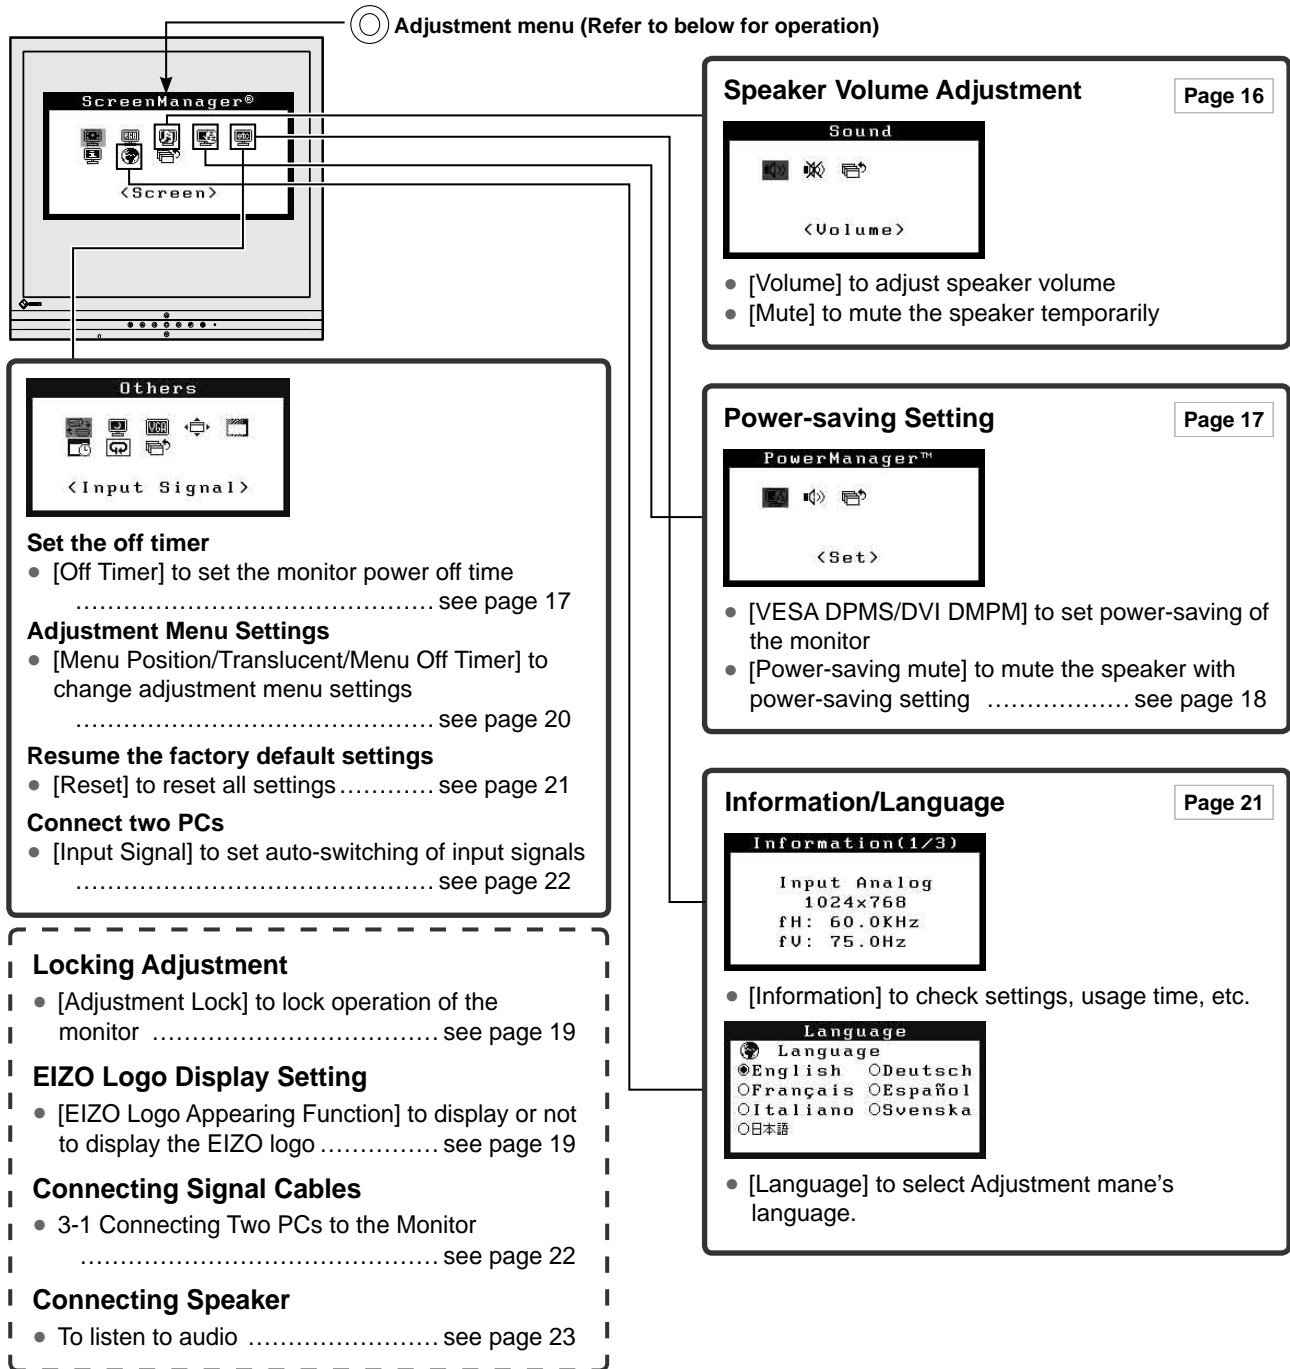 Adjustment menu (Refer to below for operation)
ScreenManager®
<Screen>
Others
<Input Signal>
Set the off timer
● [Off Timer] to set the monitor power off time
............................................. see page 17
Adjustment Menu Settings
● [Menu Position/Translucent/Menu Off Timer] to
change adjustment menu settings
............................................. see page 20
Resume the factory default settings
● [Reset] to reset all settings............ see page 21
Connect two PCs
● [Input Signal] to set auto-switching of input signals
............................................. see page 22
Locking Adjustment
● [Adjustment Lock] to lock operation of the
monitor .................................... see page 19
EIZO Logo Display Setting
● [EIZO Logo Appearing Function] to display or not
to display the EIZO logo ............... see page 19
Connecting Signal Cables
● 3-1 Connecting Two PCs to the Monitor
............................................. see page 22
Connecting Speaker
● To listen to audio ........................ see page 23
Speaker Volume Adjustment
Page 16
Sound
<Volume>
● [Volume] to adjust speaker volume
● [Mute] to mute the speaker temporarily
Power-saving Setting
Page 17
PowerManager™
<Set>
● [VESA DPMS/DVI DMPM] to set power-saving of
the monitor
● [Power-saving mute] to mute the speaker with
power-saving setting .................. see page 18
Information/Language
Page 21
Information(1/3)
Input Analog
1024x768
fH: 60.0KHz
fV: 75.0Hz
● [Information] to check settings, usage time, etc.
Language
Language
English Deutsch
Français Español
Italiano Svenska
日本語
● [Language] to select Adjustment mane's
language.